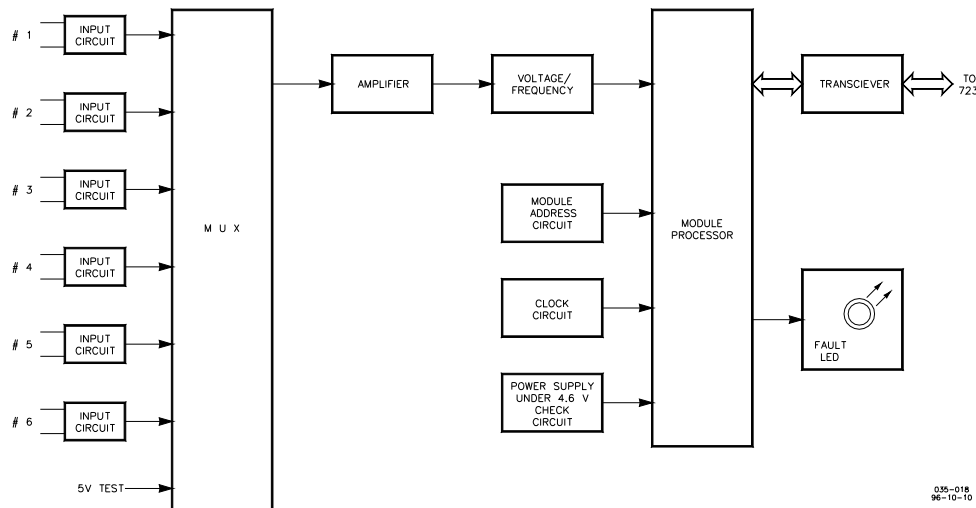 # 1
INPUT
CIRCUIT
# 2
INPUT
CIRCUIT
# 3
INPUT
CIRCUIT
# 4
INPUT
CIRCUIT
# 5
INPUT
CIRCUIT
# 6
INPUT
CIRCUIT
5V TEST
M U X
AMPLIFIER
VOLTAGE/
FREQUENCY
MODULE
ADDRESS
CIRCUIT
CLOCK
CIRCUIT
POWER SUPPLY
UNDER 4.6 V
CHECK
CIRCUIT
MODULE
PROCESSOR
TRANSCIEVER
TO
723
FAULT
LED
035-018
96-10-10